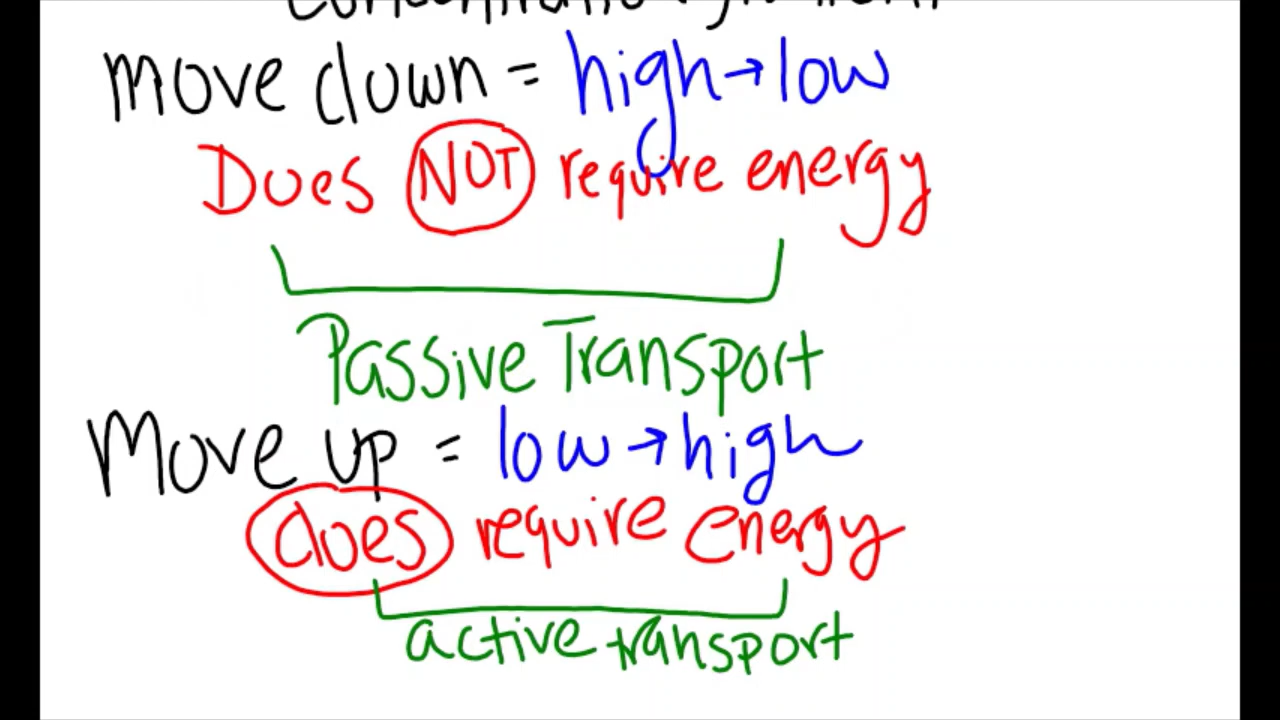 move down = high → low
Does NOT require energy
Passive Transport
Move up = low → high
does require energy
active transport